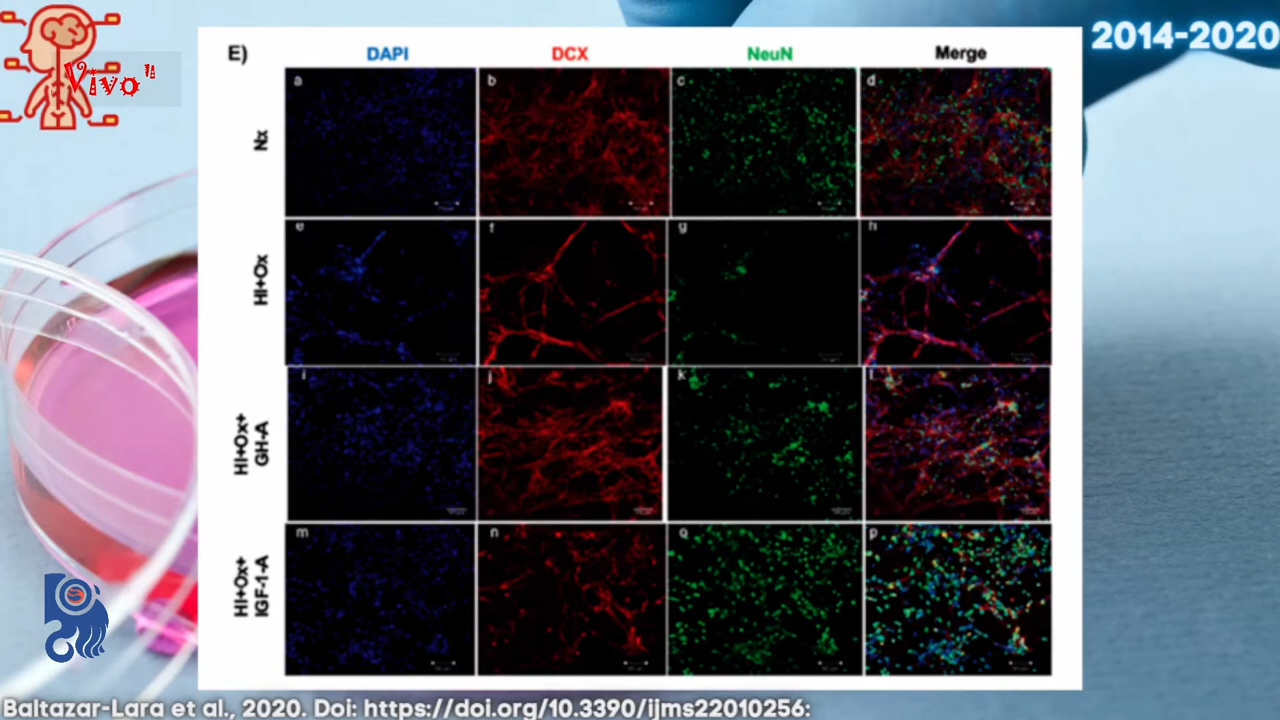 Vivo"
2014-2020
E)
DAPI DCX NeuN Merge
Nx
a b c d
HI+Ox
e f g h
HI+Ox+
GH-A
i j k l
HI+Ox+
IGF-1-A
m n o p
Baltazar-Lara et al., 2020. Doi: https://doi.org/10.3390/ijms22010256: